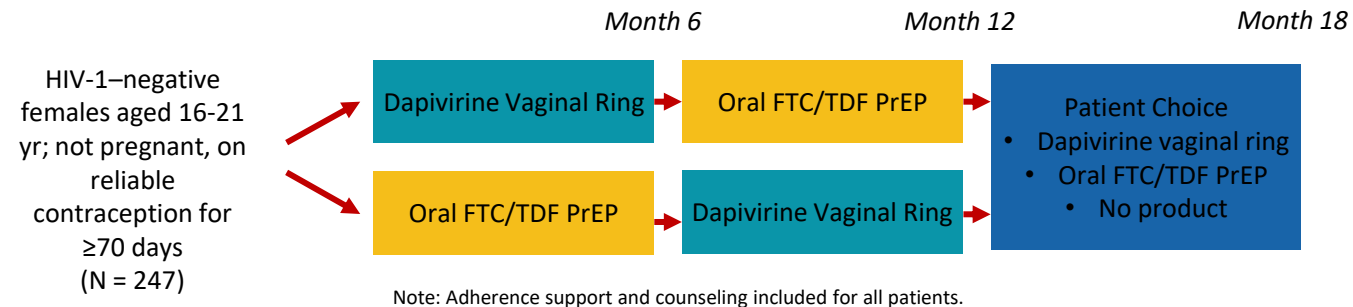 Month 6
Month 12
Month 18
HIV-1–negative
females aged 16-21
yr; not pregnant, on
reliable
contraception for
≥70 days
(N = 247)
Dapivirine Vaginal Ring
Oral FTC/TDF PrEP
Oral FTC/TDF PrEP
Dapivirine Vaginal Ring
Patient Choice
• Dapivirine vaginal ring
• Oral FTC/TDF PrEP
• No product
Note: Adherence support and counseling included for all patients.